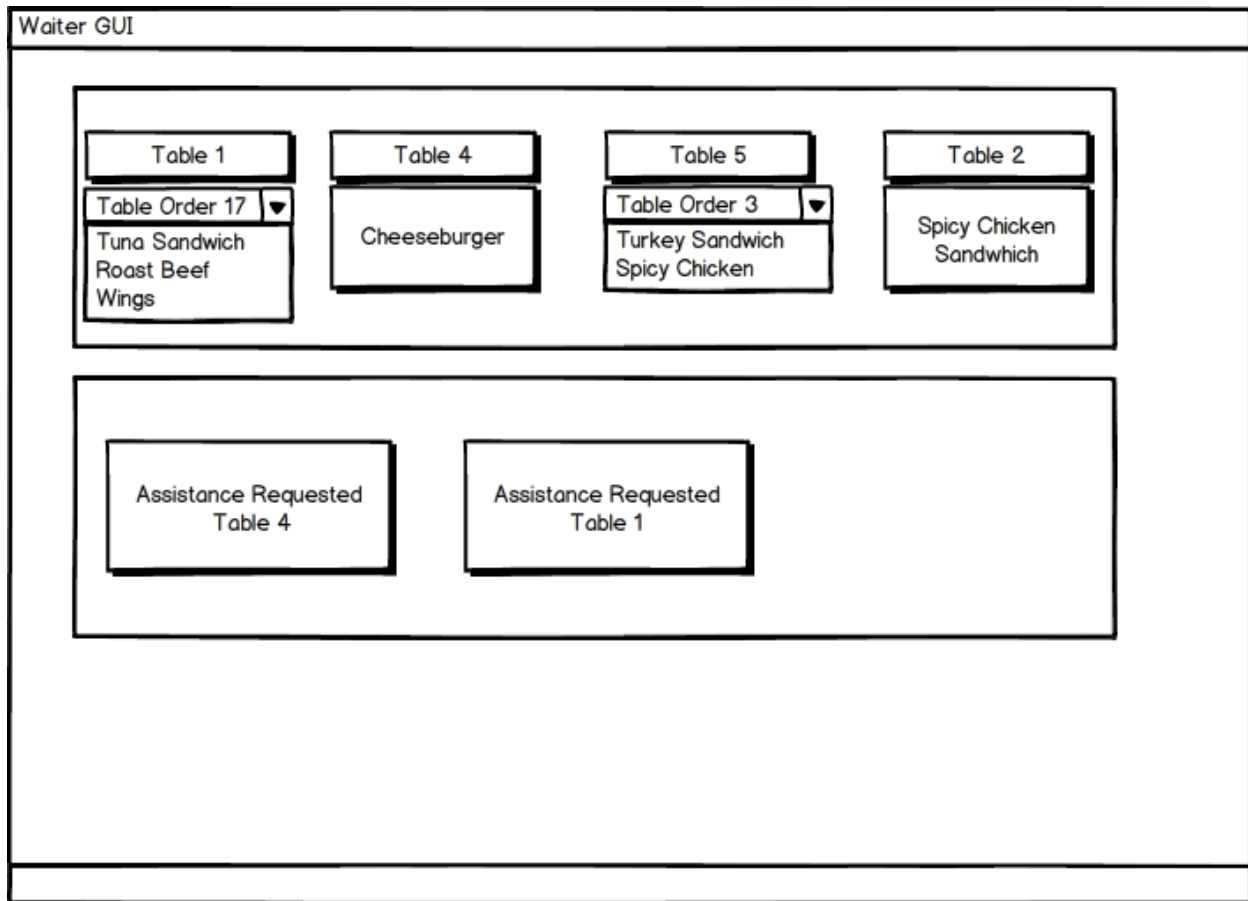 Waiter GUI
Table 1
Table 4
Table 5
Table 2
Table Order 17
Tuna Sandwich
Roast Beef
Wings
Cheeseburger
Table Order 3
Turkey Sandwich
Spicy Chicken
Spicy Chicken
Sandwhich
Assistance Requested
Table 4
Assistance Requested
Table 1